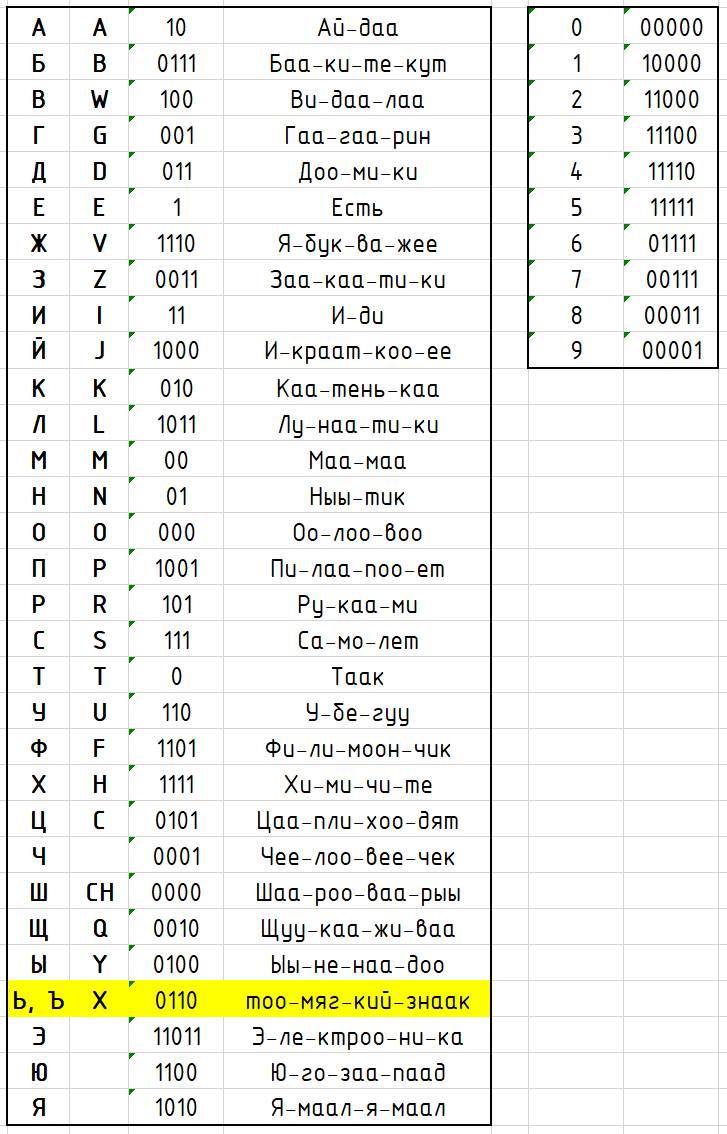 А A 10 Ай-даа 0 00000
Б B 0111 Баа-ки-те-кут 1 10000
В W 100 Ви-даа-лаа 2 11000
Г G 001 Гаа-гаа-рин 3 11100
Д D 011 Доо-ми-ки 4 11110
Е E 1 Есть 5 11111
Ж V 1110 Я-бук-ва-жее 6 01111
З Z 0011 Заа-каа-ти-ки 7 00111
И I 11 И-ди 8 00011
Й J 1000 И-краат-коо-ее 9 00001
К K 010 Каа-тень-каа
Л L 1011 Лу-наа-ти-ки
М M 00 Маа-маа
Н N 01 Ныы-тик
О O 000 Оо-лоо-воо
П P 1001 Пи-лаа-поо-ет
Р R 101 Ру-каа-ми
С S 111 Са-мо-лет
Т T 0 Таак
У U 110 У-бе-гуу
Ф F 1101 Фи-ли-моон-чик
Х H 1111 Хи-ми-чи-те
Ц C 0101 Цаа-пли-хоо-дят
Ч 0001 Чее-лоо-вее-чек
Ш CH 0000 Шаа-роо-ваа-рыы
Щ Q 0010 Щуу-каа-жи-ваа
Ы Y 0100 Ыы-не-наа-доо
Ь, Ъ X 0110 тоо-мяг-кий-знаак
Э 11011 Э-ле-ктроо-ни-ка
Ю 1100 Ю-го-заа-паад
Я 1010 Я-маал-я-маал